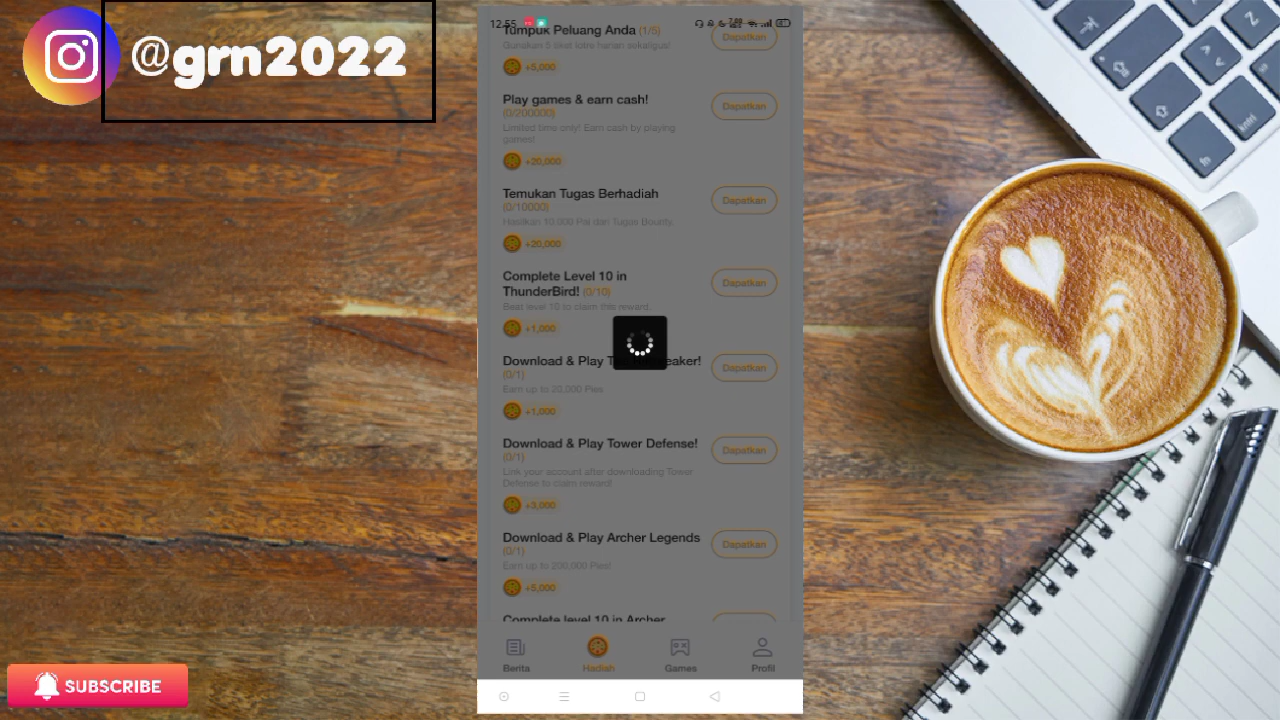 @grn2022
12.55
Tumpuk Peluang Anda (1/5)
Gunakan 5 tiket lotre harian sekaligus!
+5,000
Dapatkan
Play games & earn cash!
(0/200000)
Limited time only! Earn cash by playing
games!
+20,000
Dapatkan
Temukan Tugas Berhadiah
(0/10000)
Hasilkan 10.000 Pai dari Tugas Bounty.
+20,000
Dapatkan
Complete Level 10 in
ThunderBird! (0/10)
Beat level 10 to claim this reward.
+1,000
Dapatkan
Download & Play
(0/1)
Earn up to 20,000 Pies
+1,000
Dapatkan
Download & Play Tower Defense!
(0/1)
Link your account after downloading Tower
Defense to claim reward!
+3,000
Dapatkan
Download & Play Archer Legends
(0/1)
Earn up to 200,000 Pies!
+5,000
Dapatkan
Complete level 10 in Archer
Berita
Hadiah
Games
Profil
SUBSCRIBE
fn
Z